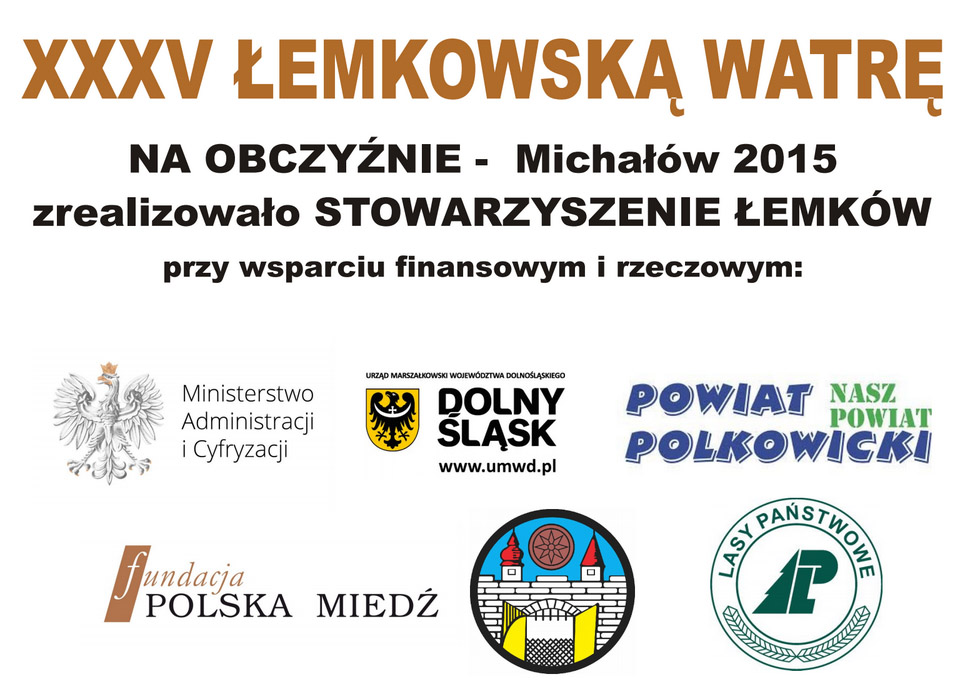 XXXV ŁEMKOWSKĄ WATRĘ
NA OBCZYŹNIE - Michałów 2015
zrealizowało STOWARZYSZENIE ŁEMKÓW
przy wsparciu finansowym i rzeczowym:
Ministerstwo
Administracji
i Cyfryzacji
URZĄD MARSZAŁKOWSKI WOJEWÓDZTWA DOLNOŚLĄSKIEGO
DOLNY
ŚLĄSK
www.umwd.pl
POWIAT NASZ
POWIAT
POLKOWICKI
fundacja
POLSKA MIEDŹ
LASY PAŃSTWOWE